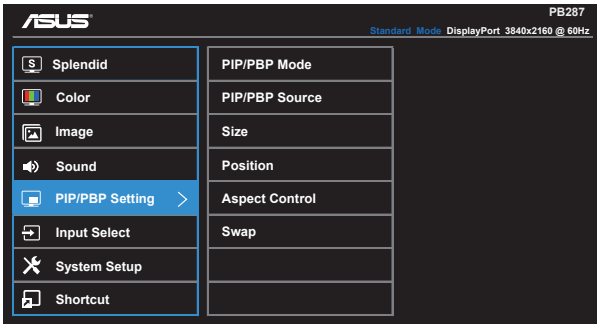 ASUS
PB287
Standard Mode DisplayPort 3840x2160 @ 60Hz
S Splendid
Color
Image
Sound
PIP/PBP Setting >
Input Select
System Setup
Shortcut
PIP/PBP Mode
PIP/PBP Source
Size
Position
Aspect Control
Swap